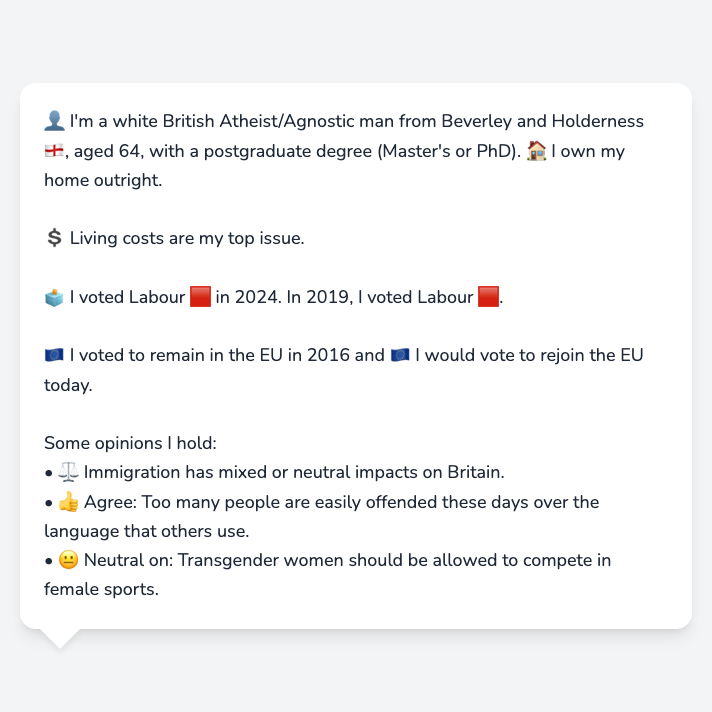 👤 I'm a white British Atheist/Agnostic man from Beverley and Holderness
🏴󠁧󠁢󠁥󠁮󠁧󠁿, aged 64, with a postgraduate degree (Master's or PhD). 🏠 I own my
home outright.
💲 Living costs are my top issue.
🗳️ I voted Labour 🟥 in 2024. In 2019, I voted Labour 🟥.
🇪🇺 I voted to remain in the EU in 2016 and 🇪🇺 I would vote to rejoin the EU
today.
Some opinions I hold:
• ⚖️ Immigration has mixed or neutral impacts on Britain.
• 👍 Agree: Too many people are easily offended these days over the
language that others use.
• 😐 Neutral on: Transgender women should be allowed to compete in
female sports.